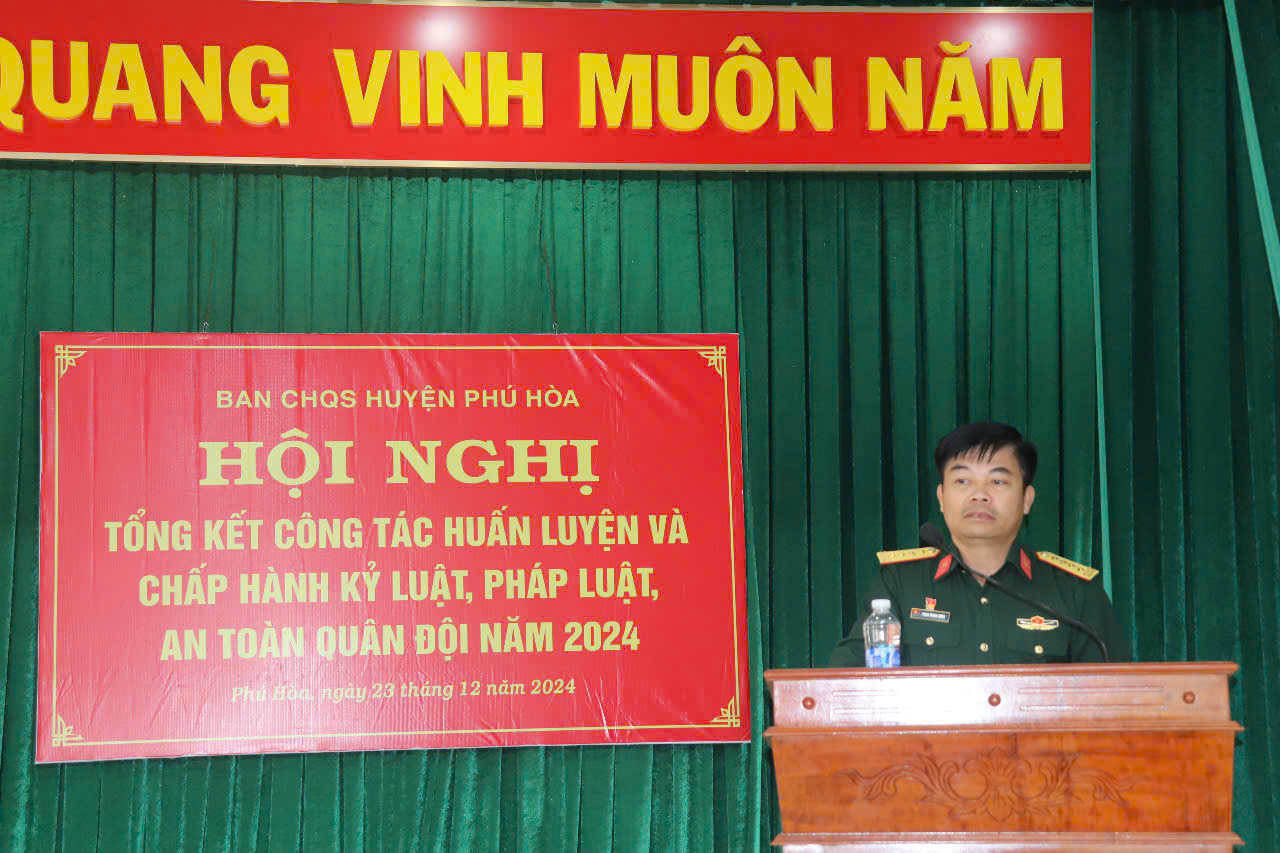 QUANG VINH MUÔN NĂM
BAN CHQS HUYỆN PHÚ HÒA
HỘI NGHỊ
TỔNG KẾT CÔNG TÁC HUẤN LUYỆN VÀ
CHẤP HÀNH KỶ LUẬT, PHÁP LUẬT,
AN TOÀN QUÂN ĐỘI NĂM 2024
Phú Hòa, ngày 23 tháng 12 năm 2024